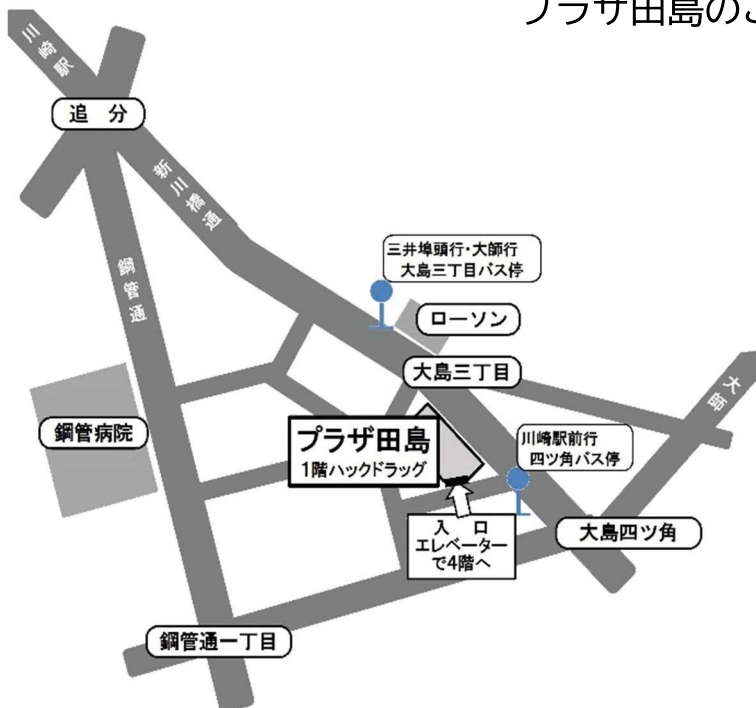 プラザ田島の
川崎駅
追 分
新川橋通
鋼管通
三井埠頭行・大師行
大島三丁目バス停
ローソン
大島三丁目
大師
鋼管病院
プラザ田島
1階ハックドラッグ
川崎駅前行
四ツ角バス停
入 口
エレベーター
で4階へ
大島四ツ角
鋼管通一丁目